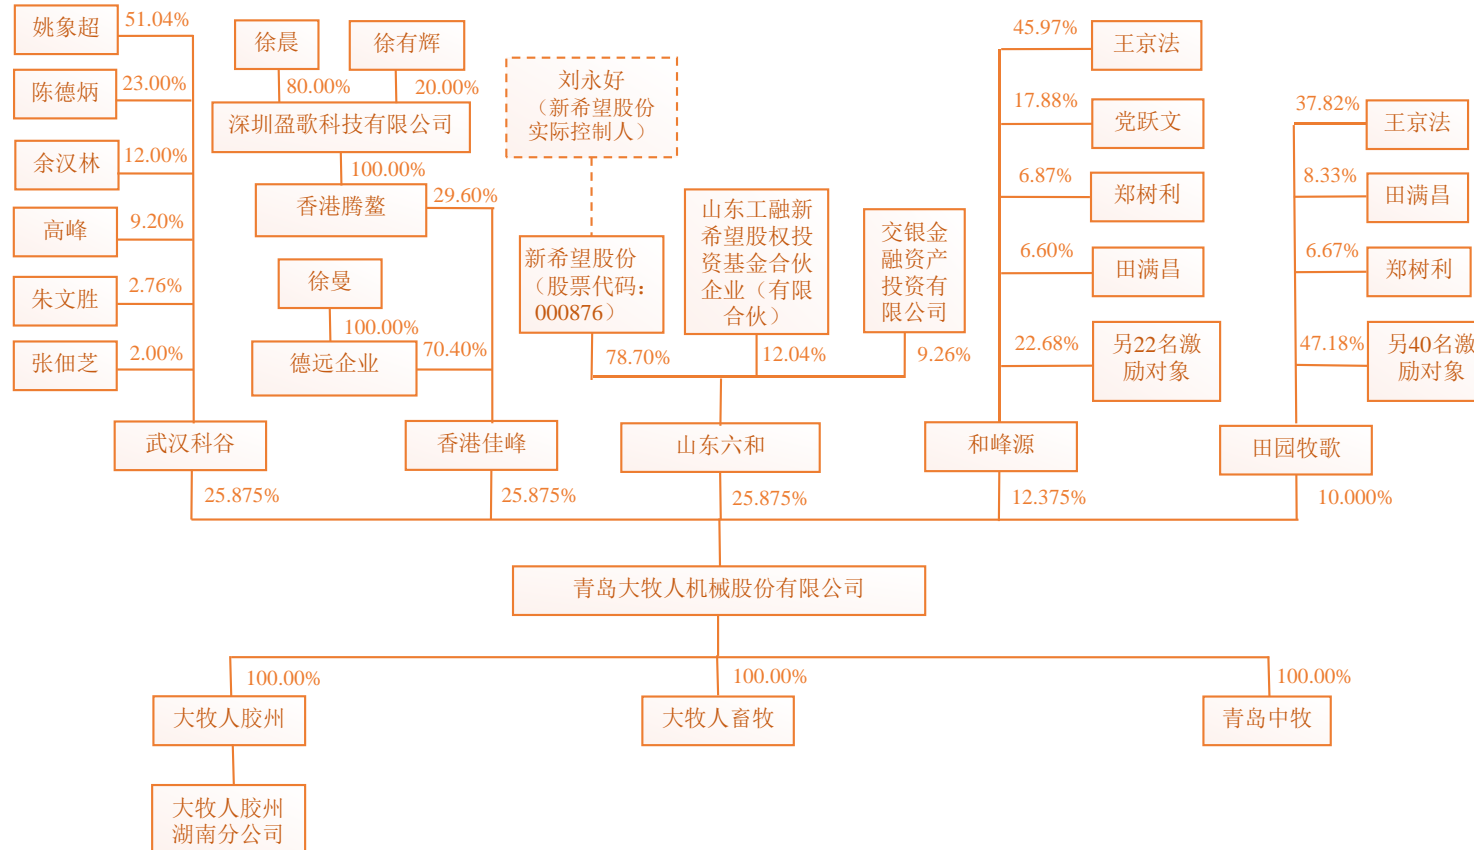 姚象超
51.04%
陈德炳
23.00%
余汉林
12.00%
高峰
9.20%
朱文胜
2.76%
张佃芝
2.00%
武汉科谷
25.875%
徐晨
80.00%
徐有辉
20.00%
深圳盈歌科技有限公司
100.00%
香港腾鳌
29.60%
徐曼
100.00%
德远企业
70.40%
香港佳峰
25.875%
刘永好
（新希望股份
实际控制人）
新希望股份
（股票代码：
000876）
78.70%
山东工融新
希望股权投
资基金合伙
企业（有限
合伙）
12.04%
交银金
融资产
投资有
限公司
9.26%
山东六和
25.875%
45.97%
王京法
17.88%
党跃文
6.87%
郑树利
6.60%
田满昌
22.68%
另22名激
励对象
和峰源
12.375%
37.82%
王京法
8.33%
田满昌
6.67%
郑树利
47.18%
另40名激
励对象
田园牧歌
10.000%
青岛大牧人机械股份有限公司
100.00%
大牧人胶州
大牧人胶州
湖南分公司
100.00%
大牧人畜牧
100.00%
青岛中牧